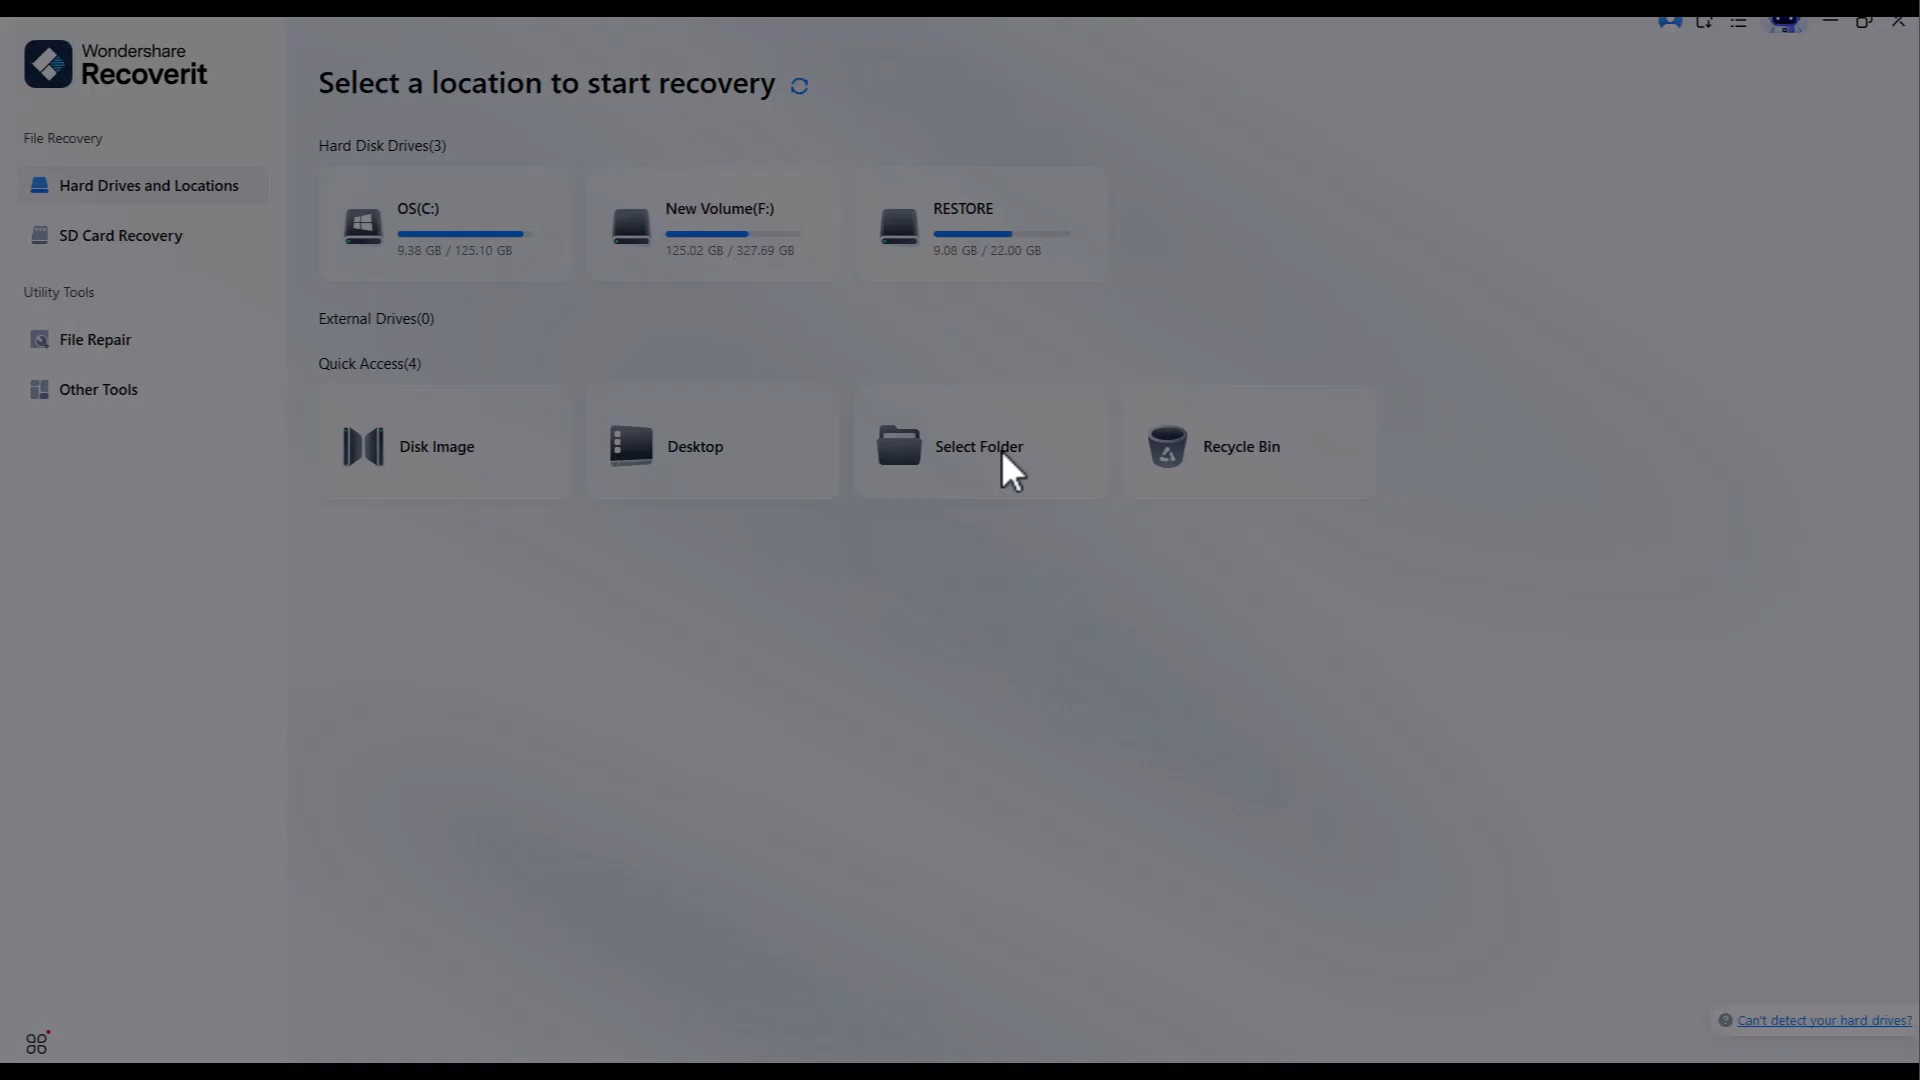 Wondershare
Recoverit
File Recovery
Hard Drives and Locations
SD Card Recovery
Utility Tools
File Repair
Other Tools
Select a location to start recovery
Hard Disk Drives(3)
OS(C:)
9.38 GB / 125.10 GB
New Volume(F:)
125.02 GB / 327.69 GB
RESTORE
9.08 GB / 22.00 GB
External Drives(0)
Quick Access(4)
Disk Image
Desktop
Select Folder
Recycle Bin
Can't detect your hard drives?